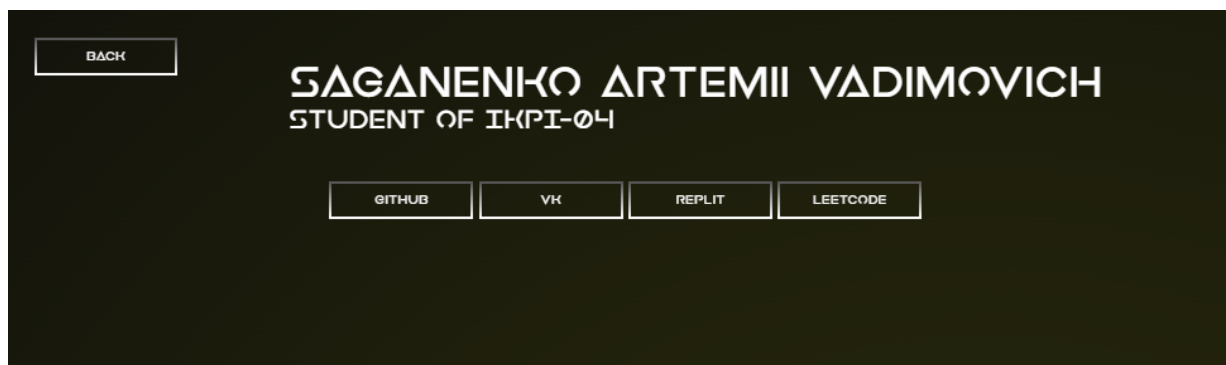 BACK
SAGANENKO ARTEMII VADIMOVICH
STUDENT OF IKPI-04
GITHUB VK REPLIT LEETCODE